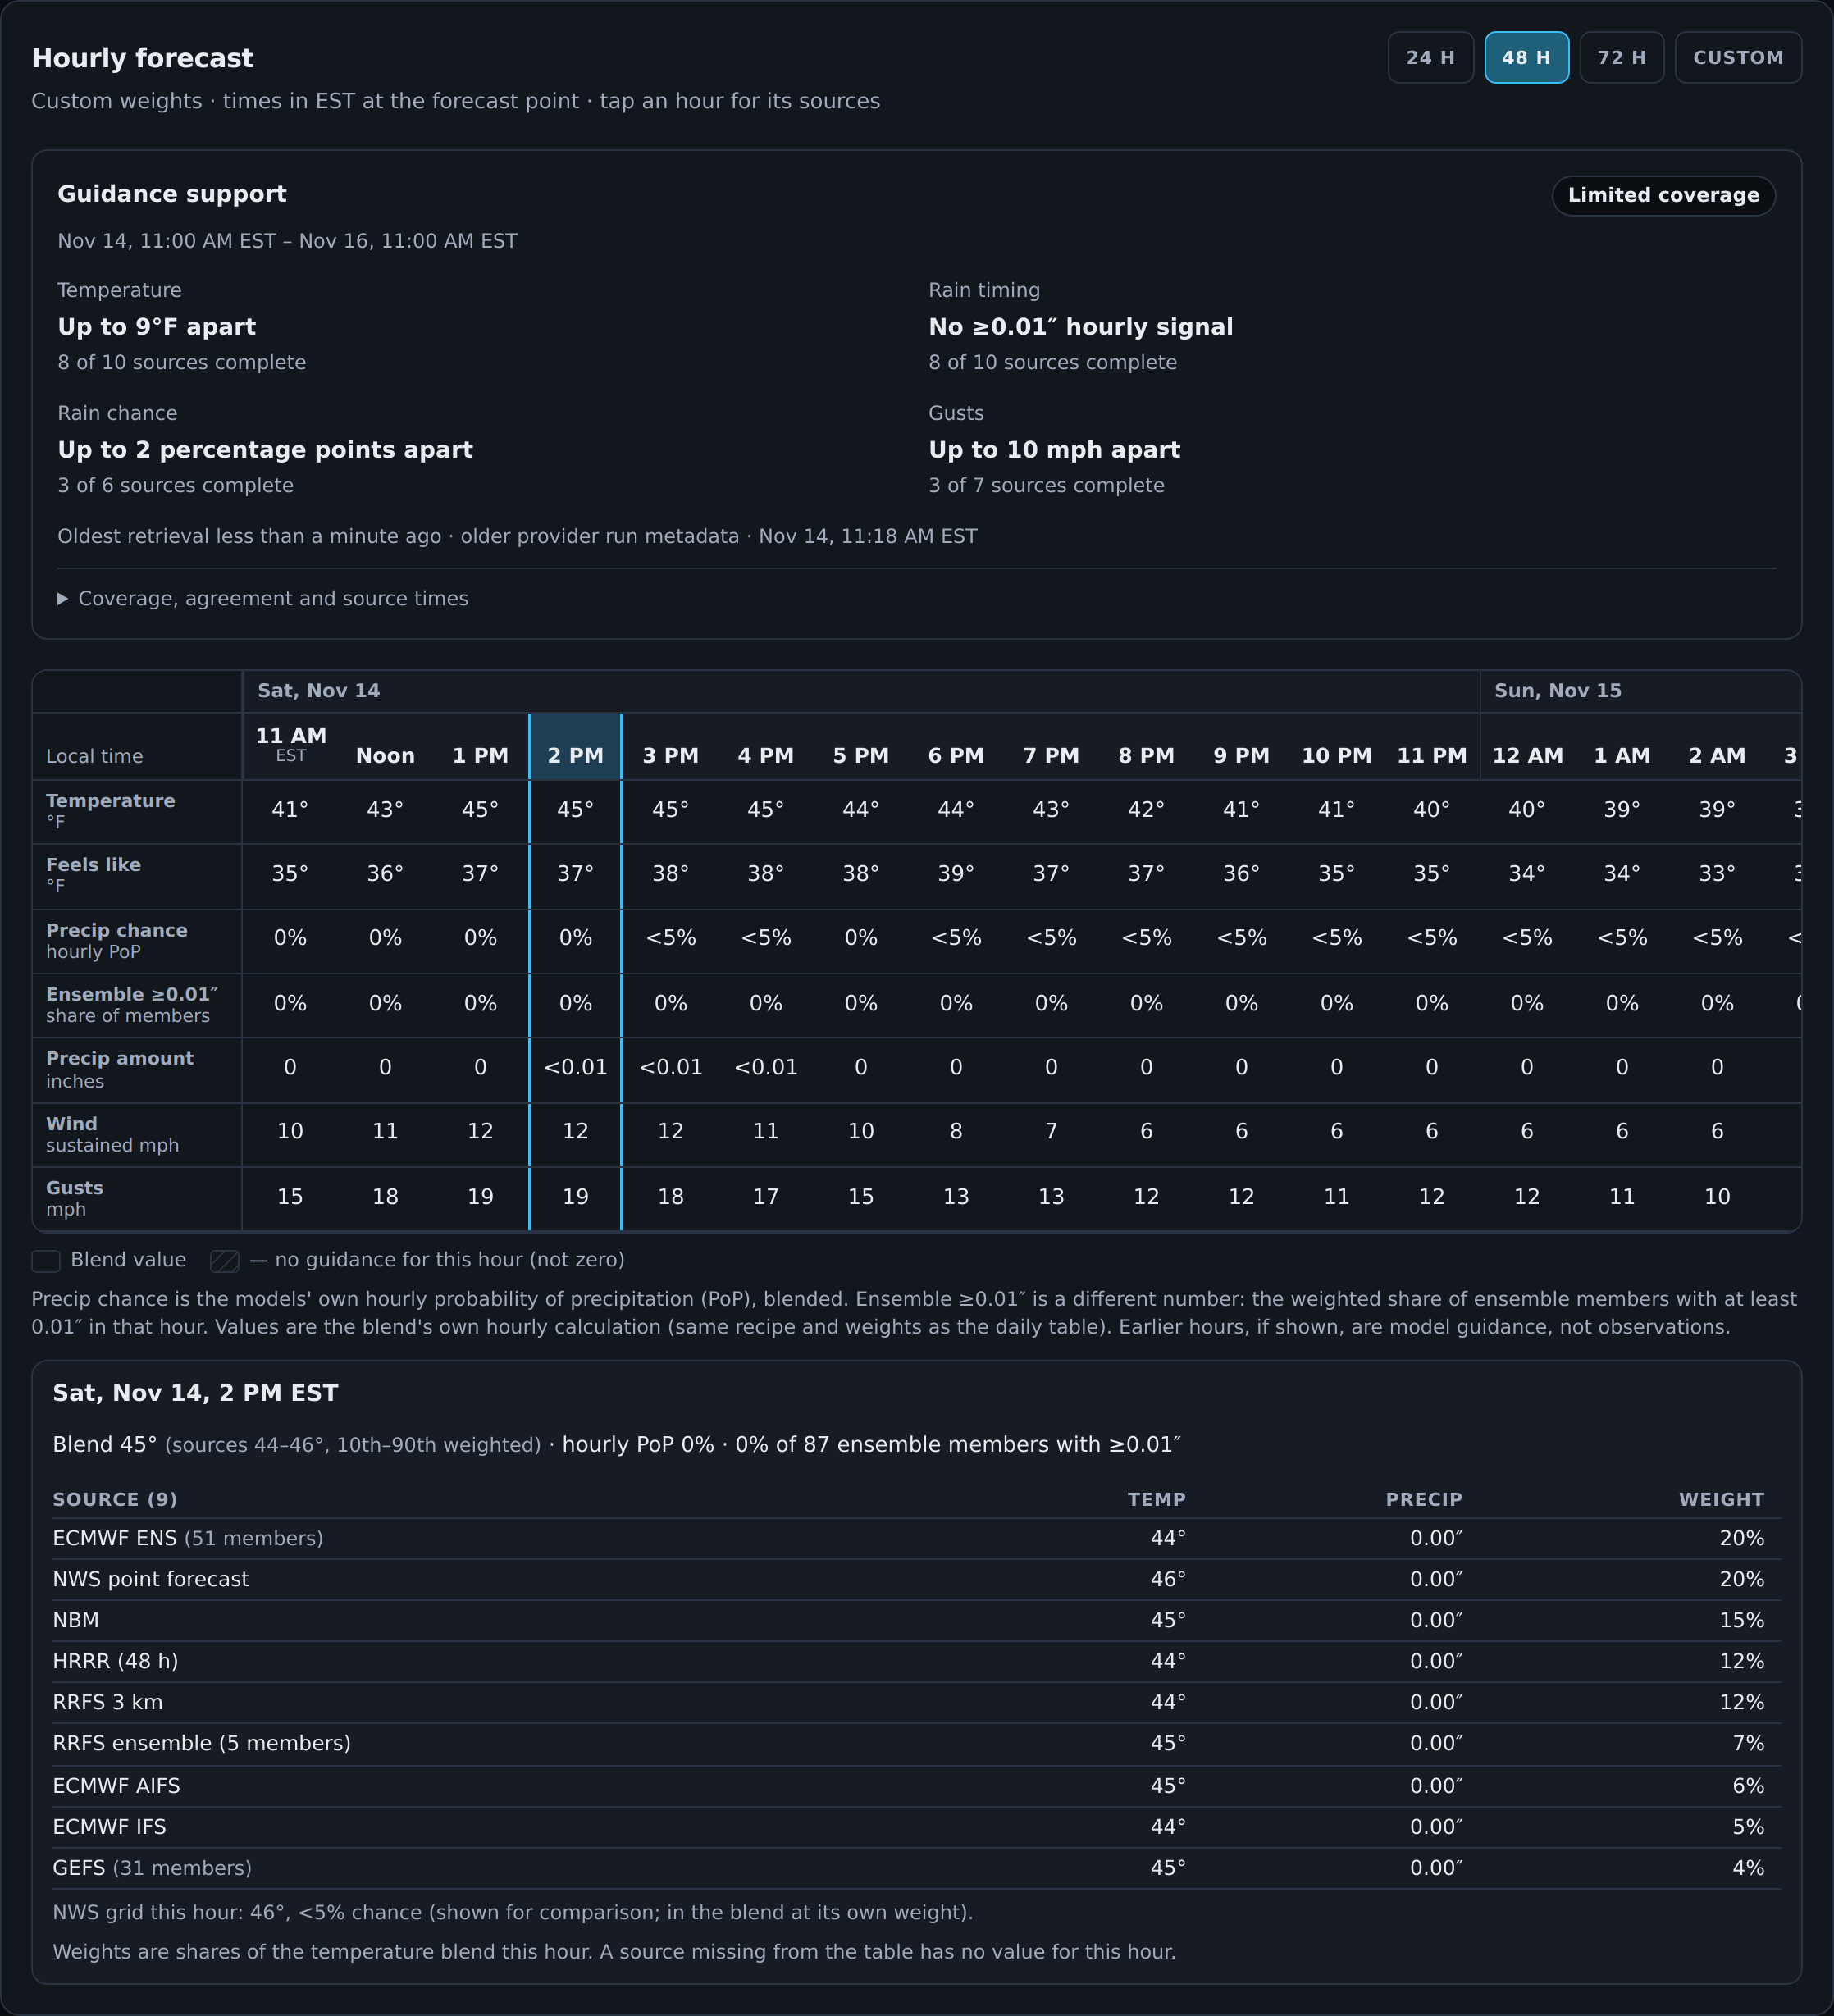 Hourly forecast
24 H 48 H 72 H CUSTOM
Custom weights · times in EST at the forecast point · tap an hour for its sources
Guidance support
Limited coverage
Nov 14, 11:00 AM EST – Nov 16, 11:00 AM EST
Temperature
Up to 9°F apart
8 of 10 sources complete
Rain timing
No ≥0.01″ hourly signal
8 of 10 sources complete
Rain chance
Up to 2 percentage points apart
3 of 6 sources complete
Gusts
Up to 10 mph apart
3 of 7 sources complete
Oldest retrieval less than a minute ago · older provider run metadata · Nov 14, 11:18 AM EST
▶ Coverage, agreement and source times
Sat, Nov 14 Sun, Nov 15
Local time 11 AM EST Noon 1 PM 2 PM 3 PM 4 PM 5 PM 6 PM 7 PM 8 PM 9 PM 10 PM 11 PM 12 AM 1 AM 2 AM 3
Temperature °F 41° 43° 45° 45° 45° 45° 44° 44° 43° 42° 41° 41° 40° 40° 39° 39°
Feels like °F 35° 36° 37° 37° 38° 38° 38° 39° 37° 37° 36° 35° 35° 34° 34° 33°
Precip chance hourly PoP 0% 0% 0% 0% <5% <5% 0% <5% <5% <5% <5% <5% <5% <5% <5% <5% <
Ensemble ≥0.01″ share of members 0% 0% 0% 0% 0% 0% 0% 0% 0% 0% 0% 0% 0% 0% 0% 0%
Precip amount inches 0 0 0 <0.01 <0.01 <0.01 0 0 0 0 0 0 0 0 0 0
Wind sustained mph 10 11 12 12 12 11 10 8 7 6 6 6 6 6 6 6
Gusts mph 15 18 19 19 18 17 15 13 13 12 12 11 12 12 11 10
Blend value — no guidance for this hour (not zero)
Precip chance is the models' own hourly probability of precipitation (PoP), blended. Ensemble ≥0.01″ is a different number: the weighted share of ensemble members with at least
0.01″ in that hour. Values are the blend's own hourly calculation (same recipe and weights as the daily table). Earlier hours, if shown, are model guidance, not observations.
Sat, Nov 14, 2 PM EST
Blend 45° (sources 44–46°, 10th–90th weighted) · hourly PoP 0% · 0% of 87 ensemble members with ≥0.01″
SOURCE (9) TEMP PRECIP WEIGHT
ECMWF ENS (51 members) 44° 0.00″ 20%
NWS point forecast 46° 0.00″ 20%
NBM 45° 0.00″ 15%
HRRR (48 h) 44° 0.00″ 12%
RRFS 3 km 44° 0.00″ 12%
RRFS ensemble (5 members) 45° 0.00″ 7%
ECMWF AIFS 45° 0.00″ 6%
ECMWF IFS 44° 0.00″ 5%
GEFS (31 members) 45° 0.00″ 4%
NWS grid this hour: 46°, <5% chance (shown for comparison; in the blend at its own weight).
Weights are shares of the temperature blend this hour. A source missing from the table has no value for this hour.